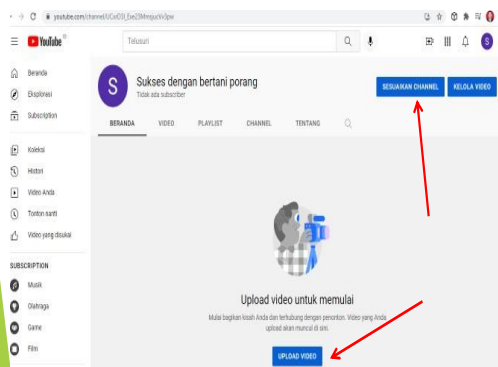 youtube.com/channel/UCxD3l_Exe23MmsjucVv3pw
YouTube
Telusuri
S
Beranda
Eksplorasi
Subscription
Koleksi
Histori
Video Anda
Tonton nanti
Video yang disukai
SUBSCRIPTION
Musik
Olahraga
Game
Film
S
Sukses dengan bertani porang
Tidak ada subscriber
SESUAIKAN CHANNEL
KELOLA VIDEO
BERANDA VIDEO PLAYLIST CHANNEL TENTANG
Upload video untuk memulai
Mulai bagikan kisah Anda dan terhubung dengan penonton. Video yang Anda
upload akan muncul di sini.
UPLOAD VIDEO